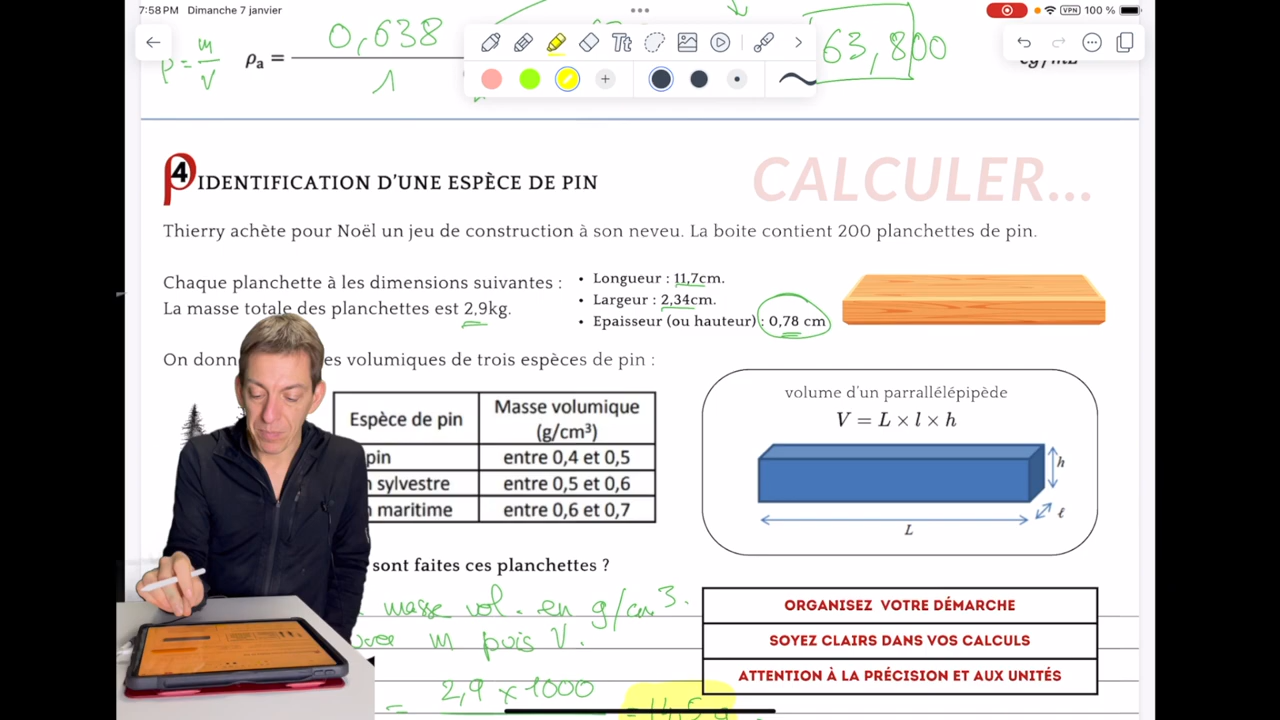 7:58 PM Dimanche 7 janvier
VPN 100 %
ρ = m/V
ρa = 0,638 / 1
63,800
4 IDENTIFICATION D'UNE ESPÈCE DE PIN
CALCULER...
Thierry achète pour Noël un jeu de construction à son neveu. La boite contient 200 planchettes de pin.
Chaque planchette à les dimensions suivantes :
• Longueur : 11,7cm.
• Largeur : 2,34cm.
• Epaisseur (ou hauteur) : 0,78 cm
La masse totale des planchettes est 2,9kg.
On donn es volumiques de trois espèces de pin :
Espèce de pin Masse volumique (g/cm³)
pin entre 0,4 et 0,5
sylvestre entre 0,5 et 0,6
maritime entre 0,6 et 0,7
volume d'un parrallélépipède
V = L × l × h
h
ℓ
L
sont faites ces planchettes ?
masse vol. en g/cm³.
m puis V.
= 2,9 x 1000
= 14,5 g
ORGANISEZ VOTRE DÉMARCHE
SOYEZ CLAIRS DANS VOS CALCULS
ATTENTION À LA PRÉCISION ET AUX UNITÉS